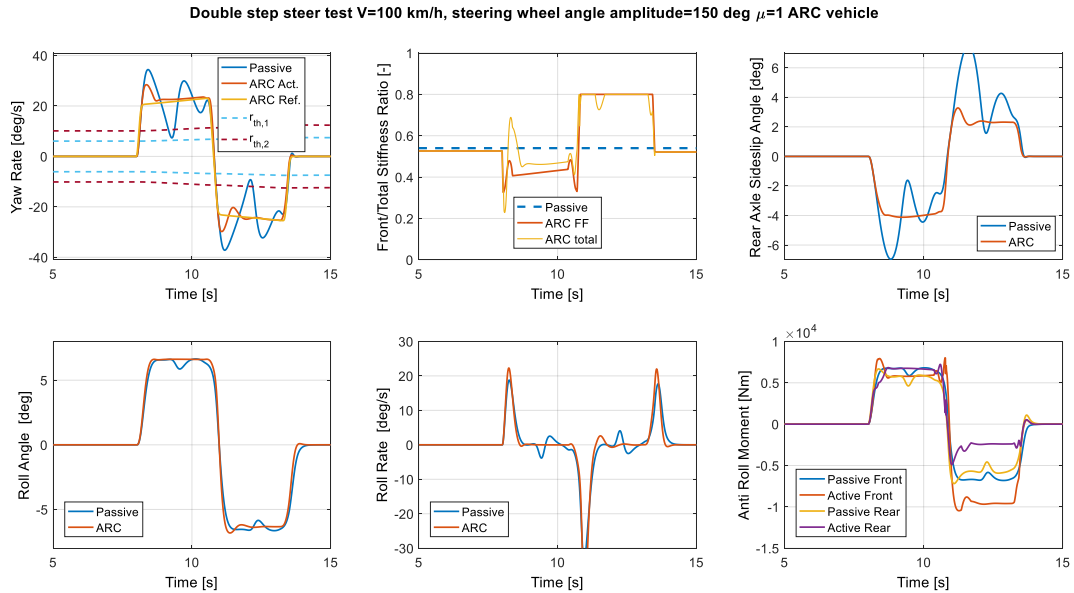 Double step steer test V=100 km/h, steering wheel angle amplitude=150 deg μ=1 ARC vehicle
Yaw Rate [deg/s]
40
20
0
-20
-40
5
10
15
Time [s]
Passive
ARC Act.
ARC Ref.
r_th,1
r_th,2
Front/Total Stiffness Ratio [-]
1
0.8
0.6
0.4
0.2
0
5
10
15
Time [s]
Passive
ARC FF
ARC total
Rear Axle Sideslip Angle [deg]
6
4
2
0
-2
-4
-6
5
10
15
Time [s]
Passive
ARC
Roll Angle [deg]
5
0
-5
5
10
15
Time [s]
Passive
ARC
Roll Rate [deg/s]
30
20
10
0
-10
-20
-30
5
10
15
Time [s]
Passive
ARC
Anti Roll Moment [Nm]
×10⁴
1
0.5
0
-0.5
-1
-1.5
5
10
15
Time [s]
Passive Front
Active Front
Passive Rear
Active Rear